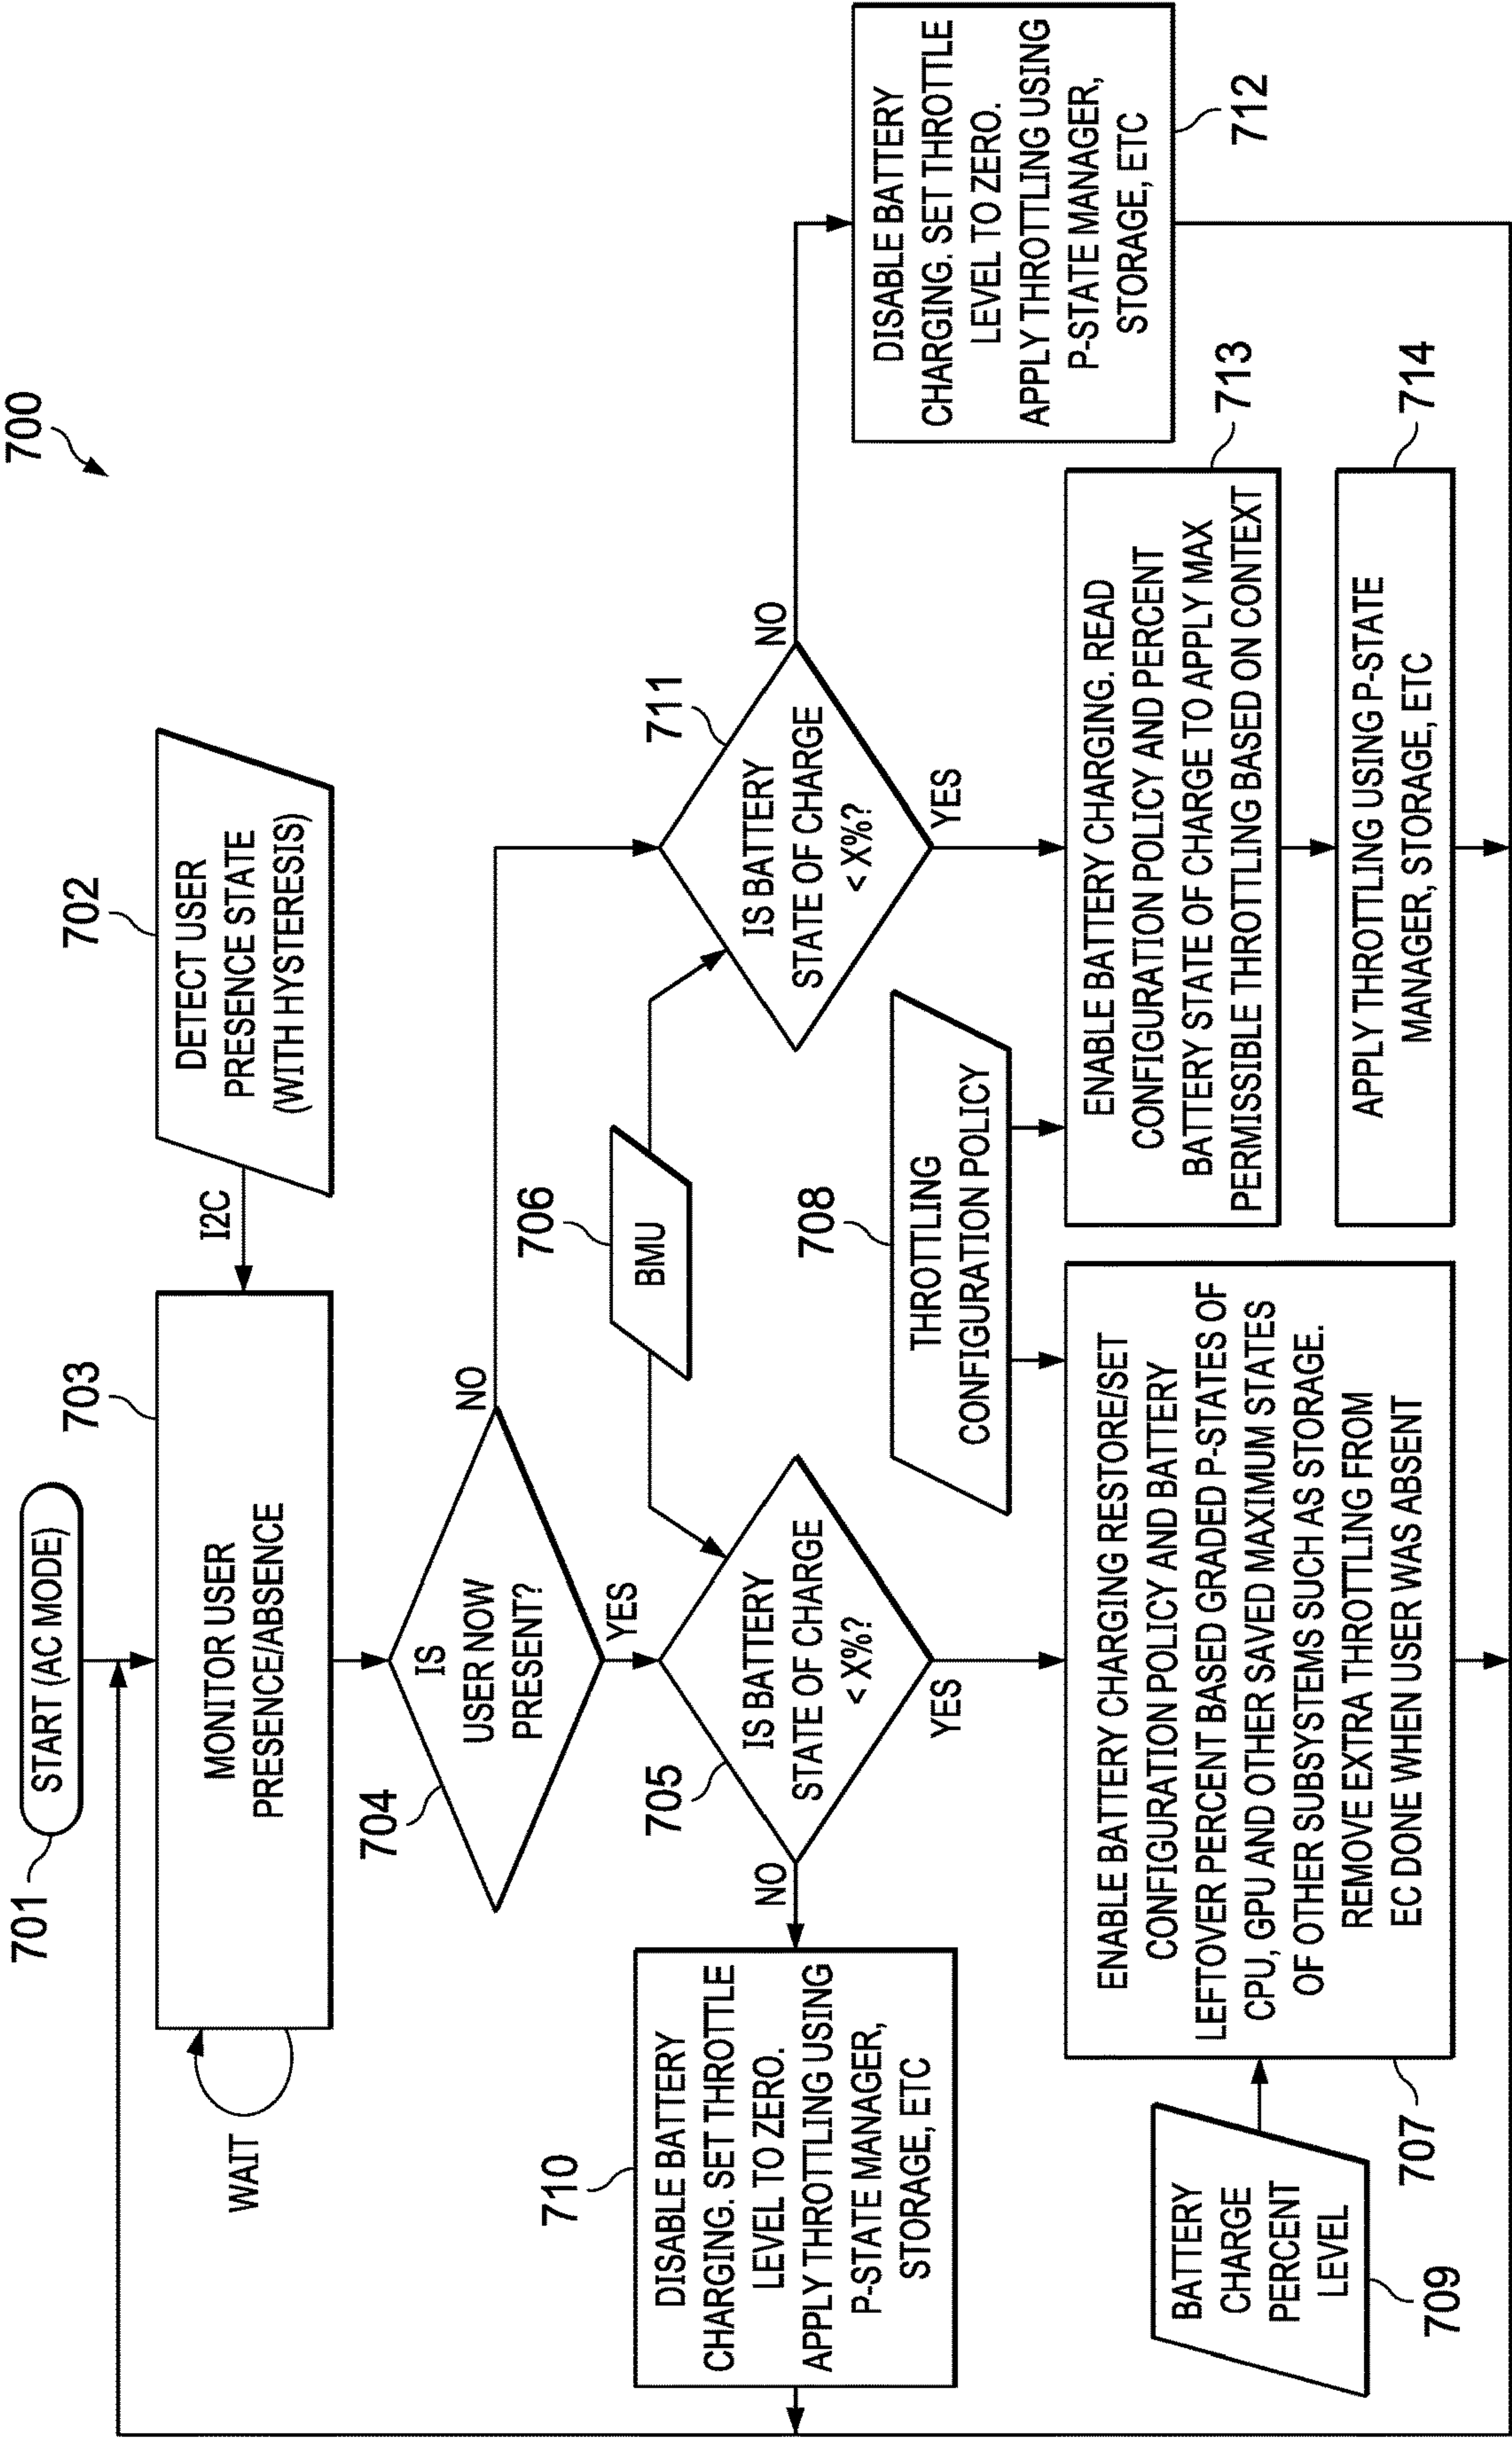 700
701
START (AC MODE)
702
DETECT USER
PRESENCE STATE
(WITH HYSTERESIS)
I2C
703
MONITOR USER
PRESENCE/ABSENCE
WAIT
704
IS
USER NOW
PRESENT?
NO
YES
706
BMU
705
IS BATTERY
STATE OF CHARGE
< X%?
NO
YES
711
IS BATTERY
STATE OF CHARGE
< X%?
NO
YES
710
DISABLE BATTERY
CHARGING. SET THROTTLE
LEVEL TO ZERO.
APPLY THROTTLING USING
P-STATE MANAGER,
STORAGE, ETC
708
THROTTLING
CONFIGURATION POLICY
DISABLE BATTERY
CHARGING. SET THROTTLE
LEVEL TO ZERO.
APPLY THROTTLING USING
P-STATE MANAGER,
STORAGE, ETC
712
709
BATTERY
CHARGE
PERCENT
LEVEL
707
ENABLE BATTERY CHARGING RESTORE/SET
CONFIGURATION POLICY AND BATTERY
LEFTOVER PERCENT BASED GRADED P-STATES OF
CPU, GPU AND OTHER SAVED MAXIMUM STATES
OF OTHER SUBSYSTEMS SUCH AS STORAGE.
REMOVE EXTRA THROTTLING FROM
EC DONE WHEN USER WAS ABSENT
713
ENABLE BATTERY CHARGING. READ
CONFIGURATION POLICY AND PERCENT
BATTERY STATE OF CHARGE TO APPLY MAX
PERMISSIBLE THROTTLING BASED ON CONTEXT
714
APPLY THROTTLING USING P-STATE
MANAGER, STORAGE, ETC